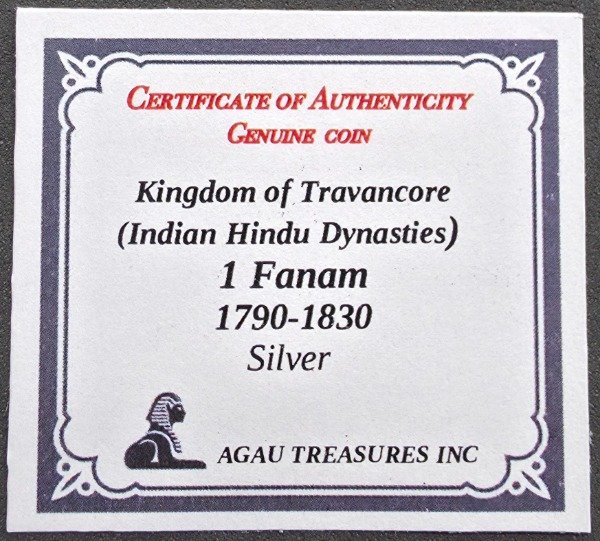 CERTIFICATE OF AUTHENTICITY
GENUINE COIN
Kingdom of Travancore
(Indian Hindu Dynasties)
1 Fanam
1790-1830
Silver
AGAU TREASURES INC